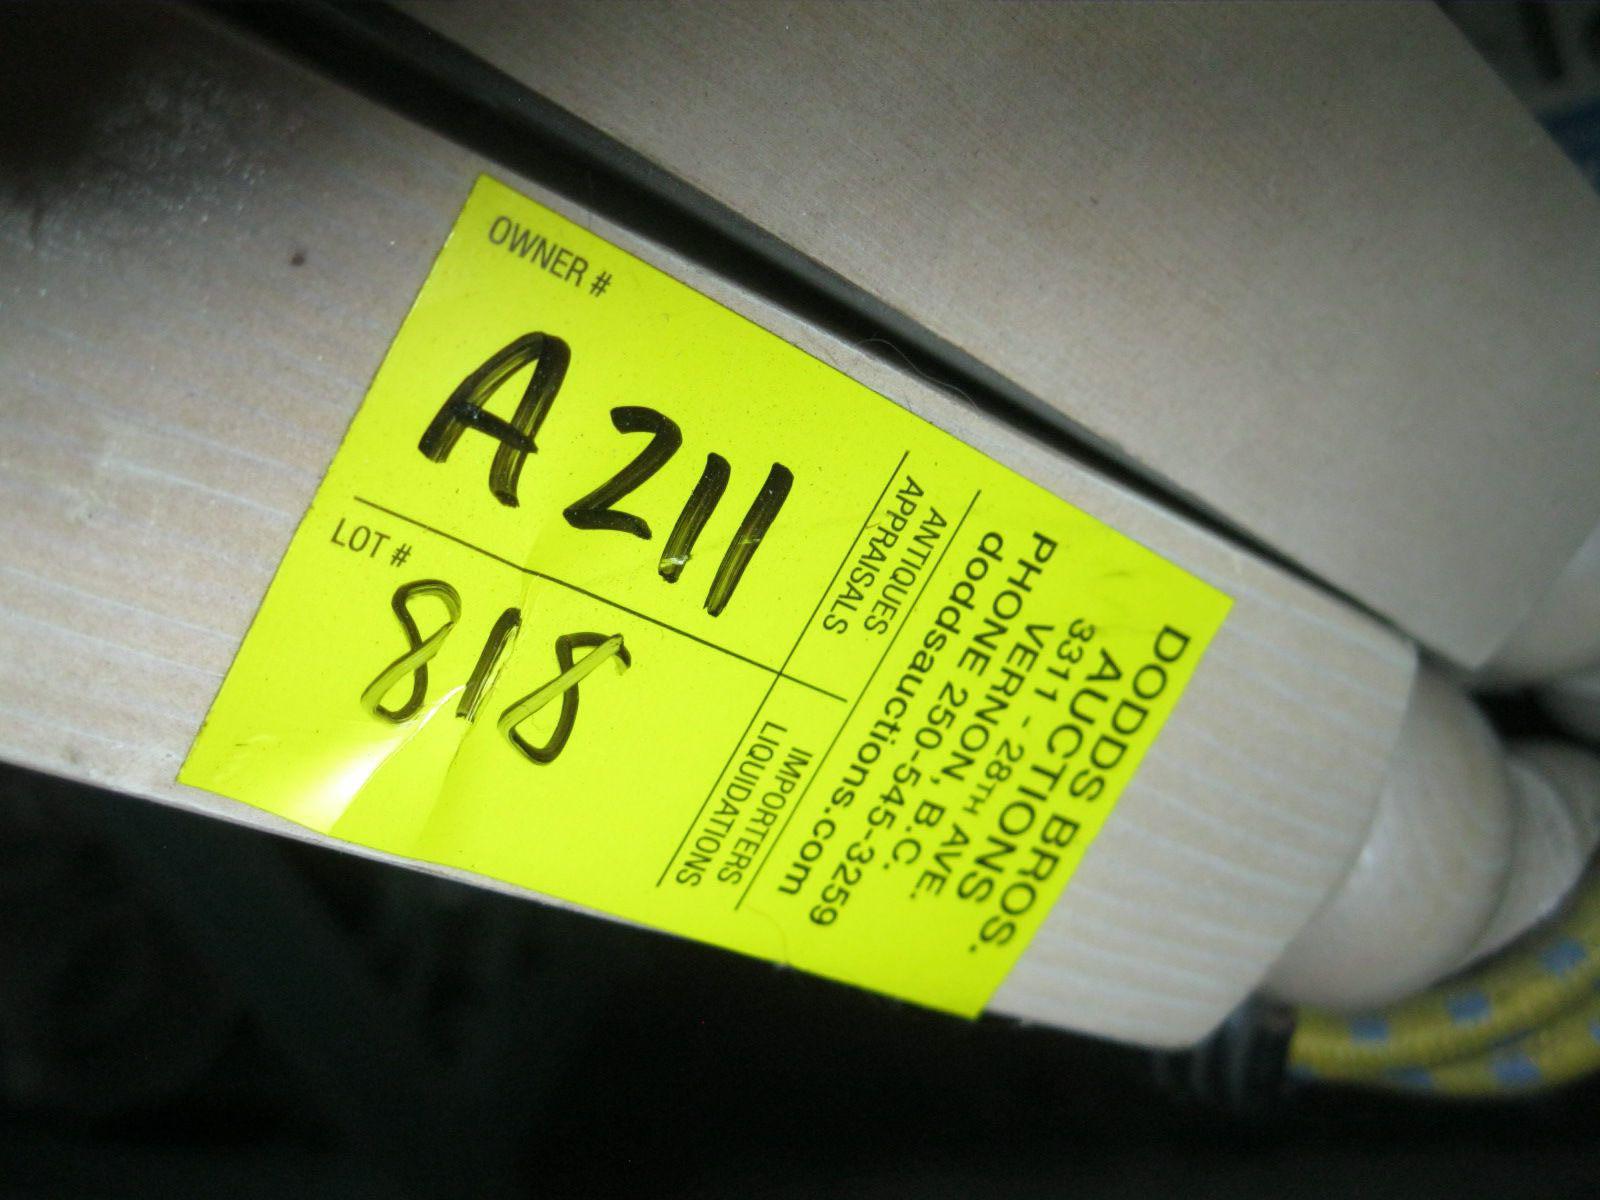 OWNER #
A211
LOT #
818
ANTIQUES
APPRAISALS
IMPORTERS
LIQUIDATIONS
DODDS BROS.
AUCTIONS
3311 - 28TH AVE.
VERNON, B.C.
PHONE 250-545-3259
doddsauctions.com